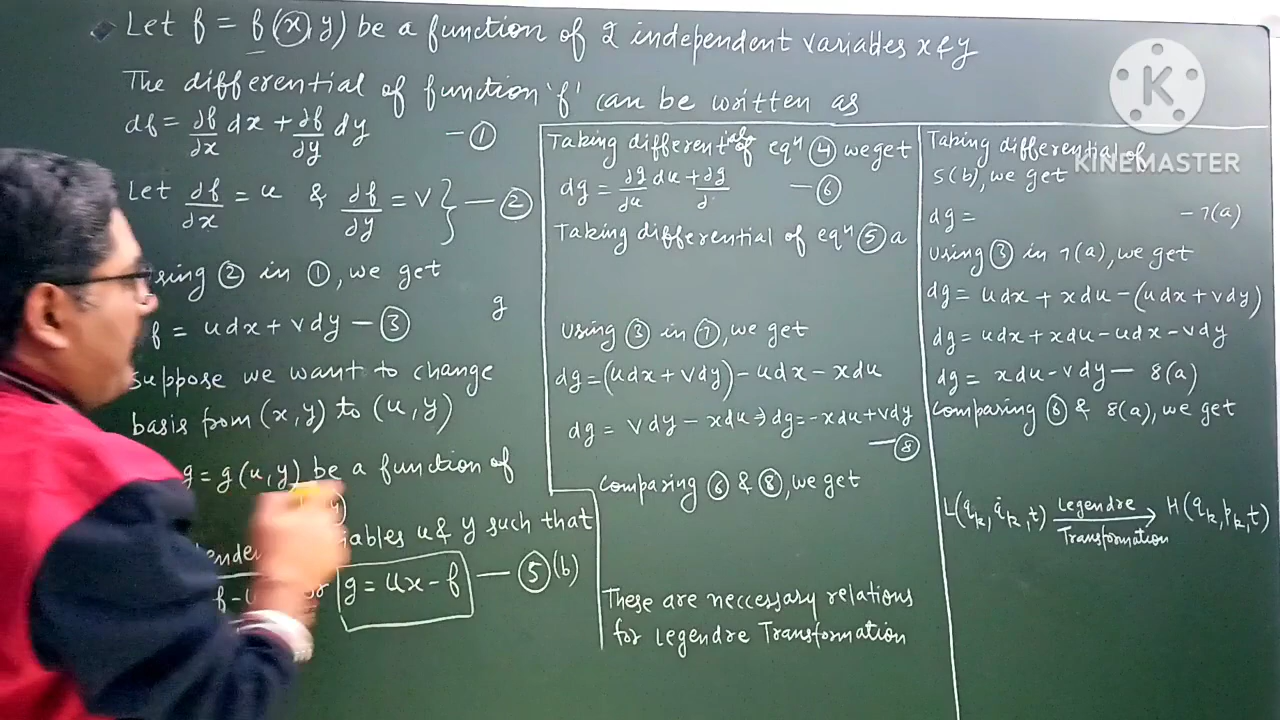 Let f = f(x, y) be a function of 2 independent variables x & y
The differential of function 'f' can be written as
df = ∂f/∂x dx + ∂f/∂y dy — ①
Let ∂f/∂x = u & ∂f/∂y = v } — ②
sing ② in ①, we get
f = udx + vdy — ③
g
suppose we want to change
basis from (x, y) to (u, y)
g = g(u, y) be a function of
y)
enden iables u & y such that
g = ux - f — ⑤(b)
Taking differential of eqⁿ ④ we get
dg = ∂g/∂u du + ∂g/∂ — ⑥
Taking differential of eqⁿ ⑤ a
using ③ in ⑦, we get
dg = (udx + vdy) - udx - xdu
dg = vdy - xdu ⇒ dg = -xdu + vdy
— ⑧
comparing ⑥ & ⑧, we get
These are neccessary relations
for Legendre Transformation
Taking differential of
5(b), we get
dg = - 7(a)
using ③ in 7(a), we get
dg = udx + xdu - (udx + vdy)
dg = udx + xdu - udx - vdy
dg = xdu - vdy — 8(a)
comparing ⑥ & 8(a), we get
L(qₖ, q̇ₖ, t) Legendre Transformation → H(qₖ, pₖ, t)
K
KINEMASTER